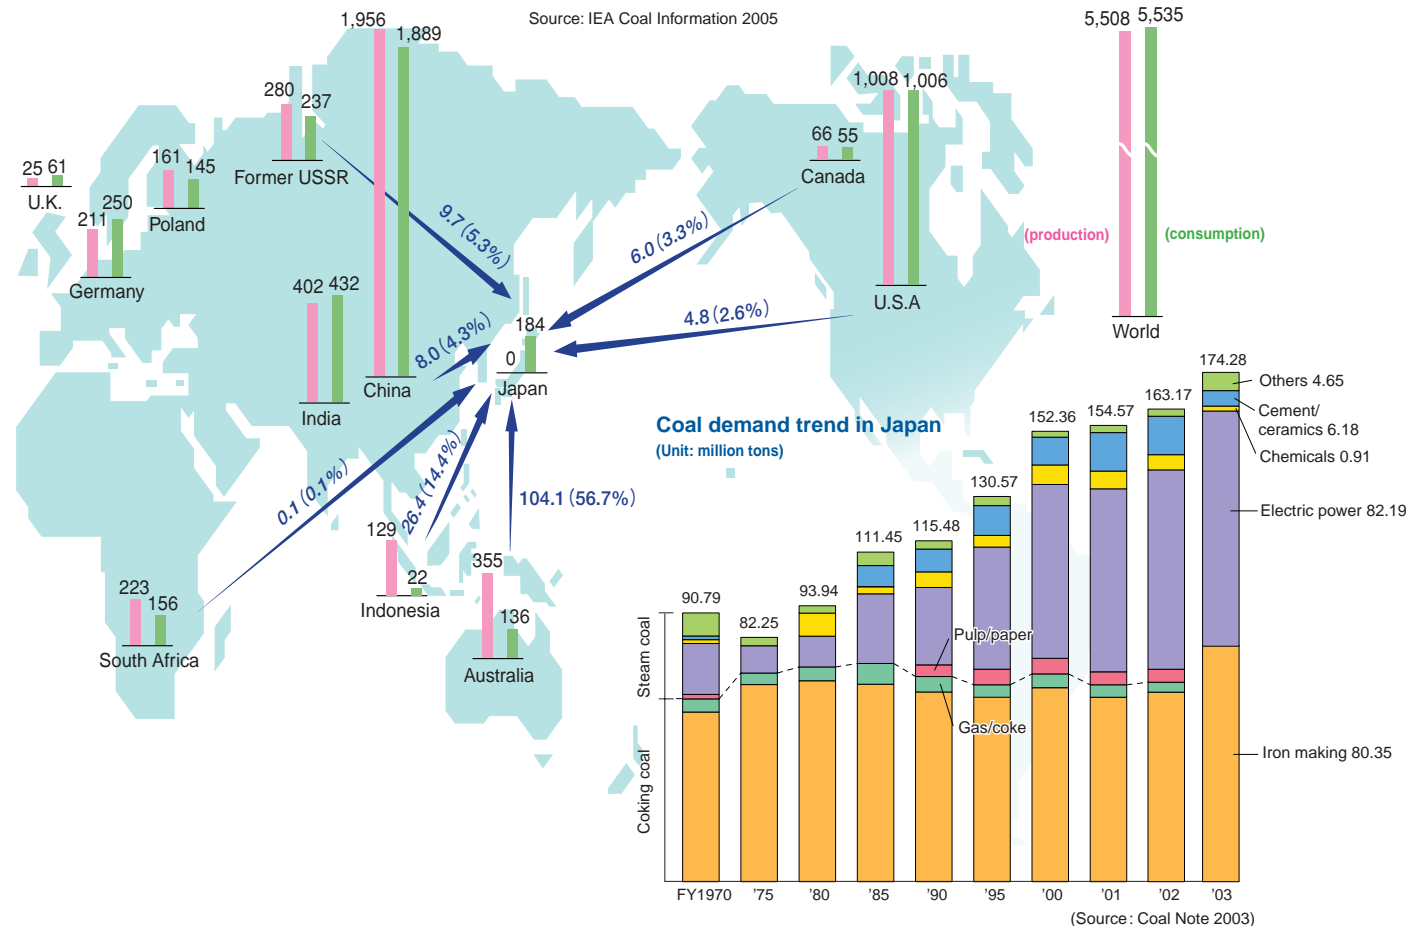 Source: IEA Coal Information 2005
1,956
1,889
5,508 5,535
280
237
1,008 1,006
66 55
Former USSR
Canada
25 61
U.K.
161
145
Poland
211
250
Germany
9.7 (5.3%)
6.0 (3.3%)
(production)
(consumption)
402 432
India
China
U.S.A
World
8.0 (4.3%)
4.8 (2.6%)
184
0
Japan
0.1 (0.1%)
26.4 (14.4%)
104.1 (56.7%)
129
22
Indonesia
355
136
Australia
223
156
South Africa
Coal demand trend in Japan
(Unit: million tons)
90.79
82.25
93.94
111.45
115.48
130.57
152.36
154.57
163.17
174.28
Others 4.65
Cement/
ceramics 6.18
Chemicals 0.91
Electric power 82.19
Pulp/paper
Gas/coke
Iron making 80.35
Steam coal
Coking coal
FY1970 '75 '80 '85 '90 '95 '00 '01 '02 '03
(Source: Coal Note 2003)